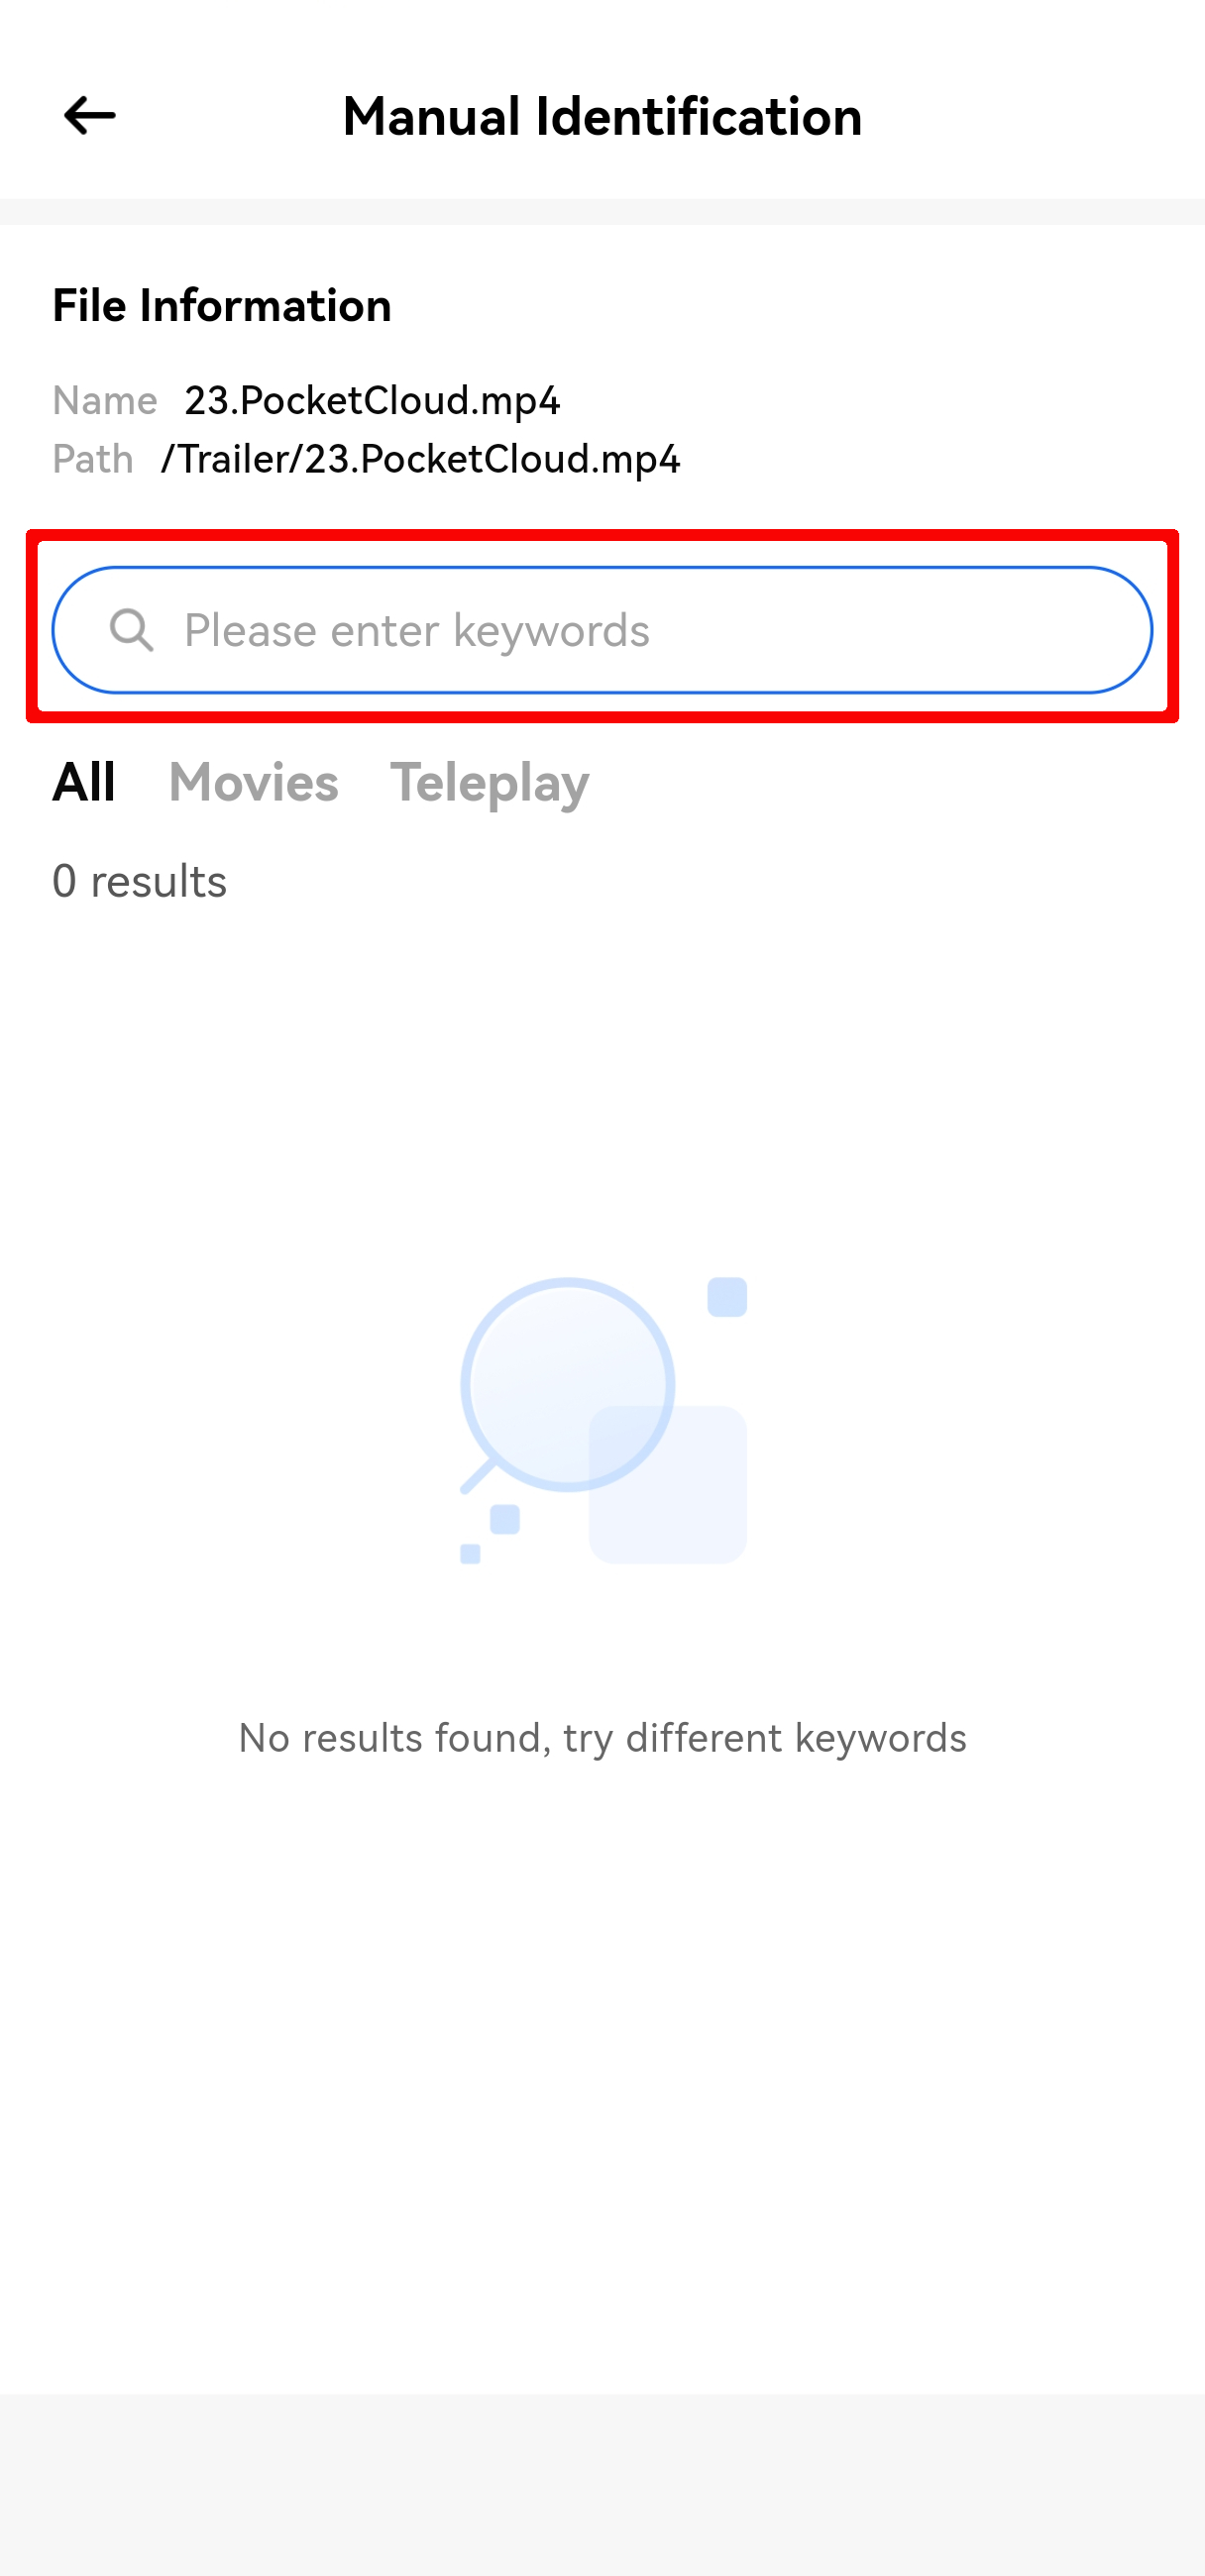 Manual Identification
File Information
Name 23.PocketCloud.mp4
Path /Trailer/23.PocketCloud.mp4
Please enter keywords
All Movies Teleplay
0 results
No results found, try different keywords